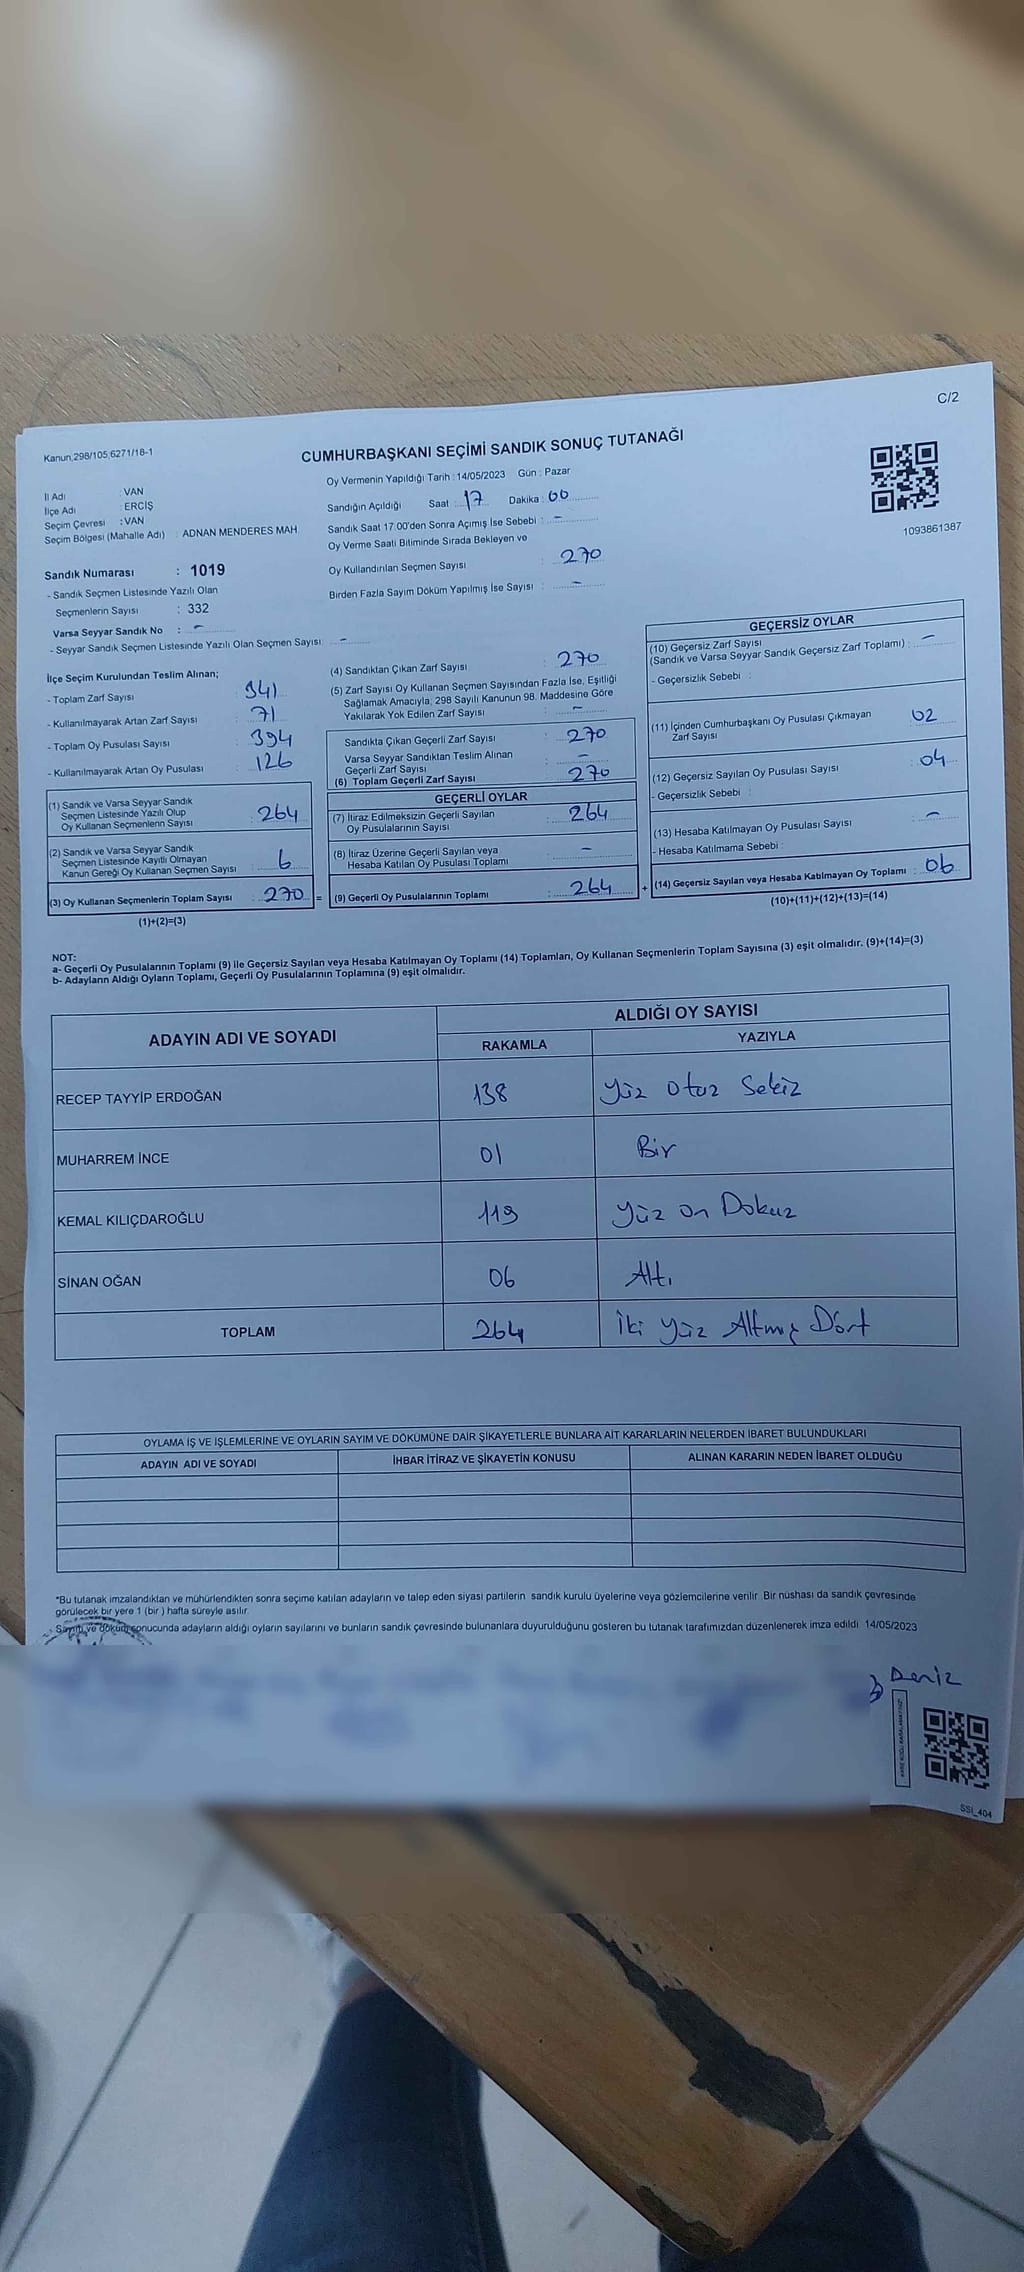 C/2
Kanun,298/105,6271/18-1
CUMHURBAŞKANI SEÇİMİ SANDIK SONUÇ TUTANAĞI
1093861387
İl Adı : VAN
İlçe Adı : ERCİŞ
Seçim Çevresi : VAN
Seçim Bölgesi (Mahalle Adı) : ADNAN MENDERES MAH.
Sandık Numarası : 1019
- Sandık Seçmen Listesinde Yazılı Olan
Seçmenlerin Sayısı : 332
Varsa Seyyar Sandık No : -
- Seyyar Sandık Seçmen Listesinde Yazılı Olan Seçmen Sayısı: -
Oy Vermenin Yapıldığı Tarih : 14/05/2023 Gün : Pazar
Sandığın Açıldığı Saat : 17 Dakika : 00
Sandık Saat 17.00'den Sonra Açımış İse Sebebi : -
Oy Verme Saati Bitiminde Sırada Bekleyen ve
Oy Kullandırılan Seçmen Sayısı : 270
Birden Fazla Sayım Döküm Yapılmış İse Sayısı : -
İlçe Seçim Kurulundan Teslim Alınan;
- Toplam Zarf Sayısı : 341
- Kullanılmayarak Artan Zarf Sayısı : 71
- Toplam Oy Pusulası Sayısı : 394
- Kullanılmayarak Artan Oy Pusulası : 126
(1) Sandık ve Varsa Seyyar Sandık
Seçmen Listesinde Yazılı Olup
Oy Kullanan Seçmenlerin Sayısı : 264
(2) Sandık ve Varsa Seyyar Sandık
Seçmen Listesinde Kayıtlı Olmayan
Kanun Gereği Oy Kullanan Seçmen Sayısı : 6
(3) Oy Kullanan Seçmenlerin Toplam Sayısı : 270 =
(1)+(2)=(3)
(4) Sandıktan Çıkan Zarf Sayısı : 270
(5) Zarf Sayısı Oy Kullanan Seçmen Sayısından Fazla İse, Eşitliği
Sağlamak Amacıyla; 298 Sayılı Kanunun 98. Maddesine Göre
Yakılarak Yok Edilen Zarf Sayısı : -
Sandıkta Çıkan Geçerli Zarf Sayısı : 270
Varsa Seyyar Sandıktan Teslim Alınan
Geçerli Zarf Sayısı : -
(6) Toplam Geçerli Zarf Sayısı : 270
GEÇERLİ OYLAR
(7) İtiraz Edilmeksizin Geçerli Sayılan
Oy Pusulalarının Sayısı : 264
(8) İtiraz Üzerine Geçerli Sayılan veya
Hesaba Katılan Oy Pusulası Toplamı : -
(9) Geçerli Oy Pusulalarının Toplamı : 264 +
GEÇERSİZ OYLAR
(10) Geçersiz Zarf Sayısı
(Sandık ve Varsa Seyyar Sandık Geçersiz Zarf Toplamı) : -
- Geçersizlik Sebebi :
(11) İçinden Cumhurbaşkanı Oy Pusulası Çıkmayan
Zarf Sayısı : 02
(12) Geçersiz Sayılan Oy Pusulası Sayısı : 04
- Geçersizlik Sebebi :
(13) Hesaba Katılmayan Oy Pusulası Sayısı : -
- Hesaba Katılmama Sebebi :
(14) Geçersiz Sayılan veya Hesaba Katılmayan Oy Toplamı : 06
(10)+(11)+(12)+(13)=(14)
NOT:
a- Geçerli Oy Pusulalarının Toplamı (9) ile Geçersiz Sayılan veya Hesaba Katılmayan Oy Toplamı (14) Toplamları, Oy Kullanan Seçmenlerin Toplam Sayısına (3) eşit olmalıdır. (9)+(14)=(3)
b- Adayların Aldığı Oyların Toplamı, Geçerli Oy Pusulalarının Toplamına (9) eşit olmalıdır.
ADAYIN ADI VE SOYADI
ALDIĞI OY SAYISI
RAKAMLA YAZIYLA
RECEP TAYYİP ERDOĞAN 138 Yüz Otuz Sekiz
MUHARREM İNCE 01 Bir
KEMAL KILIÇDAROĞLU 119 Yüz On Dokuz
SİNAN OĞAN 06 Altı
TOPLAM 264 İki Yüz Altmış Dört
OYLAMA İŞ VE İŞLEMLERİNE VE OYLARIN SAYIM VE DÖKÜMÜNE DAİR ŞİKAYETLERLE BUNLARA AİT KARARLARIN NELERDEN İBARET BULUNDUKLARI
ADAYIN ADI VE SOYADI İHBAR İTİRAZ VE ŞİKAYETİN KONUSU ALINAN KARARIN NEDEN İBARET OLDUĞU
*Bu tutanak imzalandıktan ve mühürlendikten sonra seçime katılan adayların ve talep eden siyasi partilerin sandık kurulu üyelerine veya gözlemcilerine verilir. Bir nüshası da sandık çevresinde
görülecek bir yere 1 (bir ) hafta süreyle asılır.
- Sayım ve döküm sonucunda adayların aldığı oyların sayılarını ve bunların sandık çevresinde bulunanlara duyurulduğunu gösteren bu tutanak tarafımızdan düzenlenerek imza edildi 14/05/2023
Deniz
SSİ_404